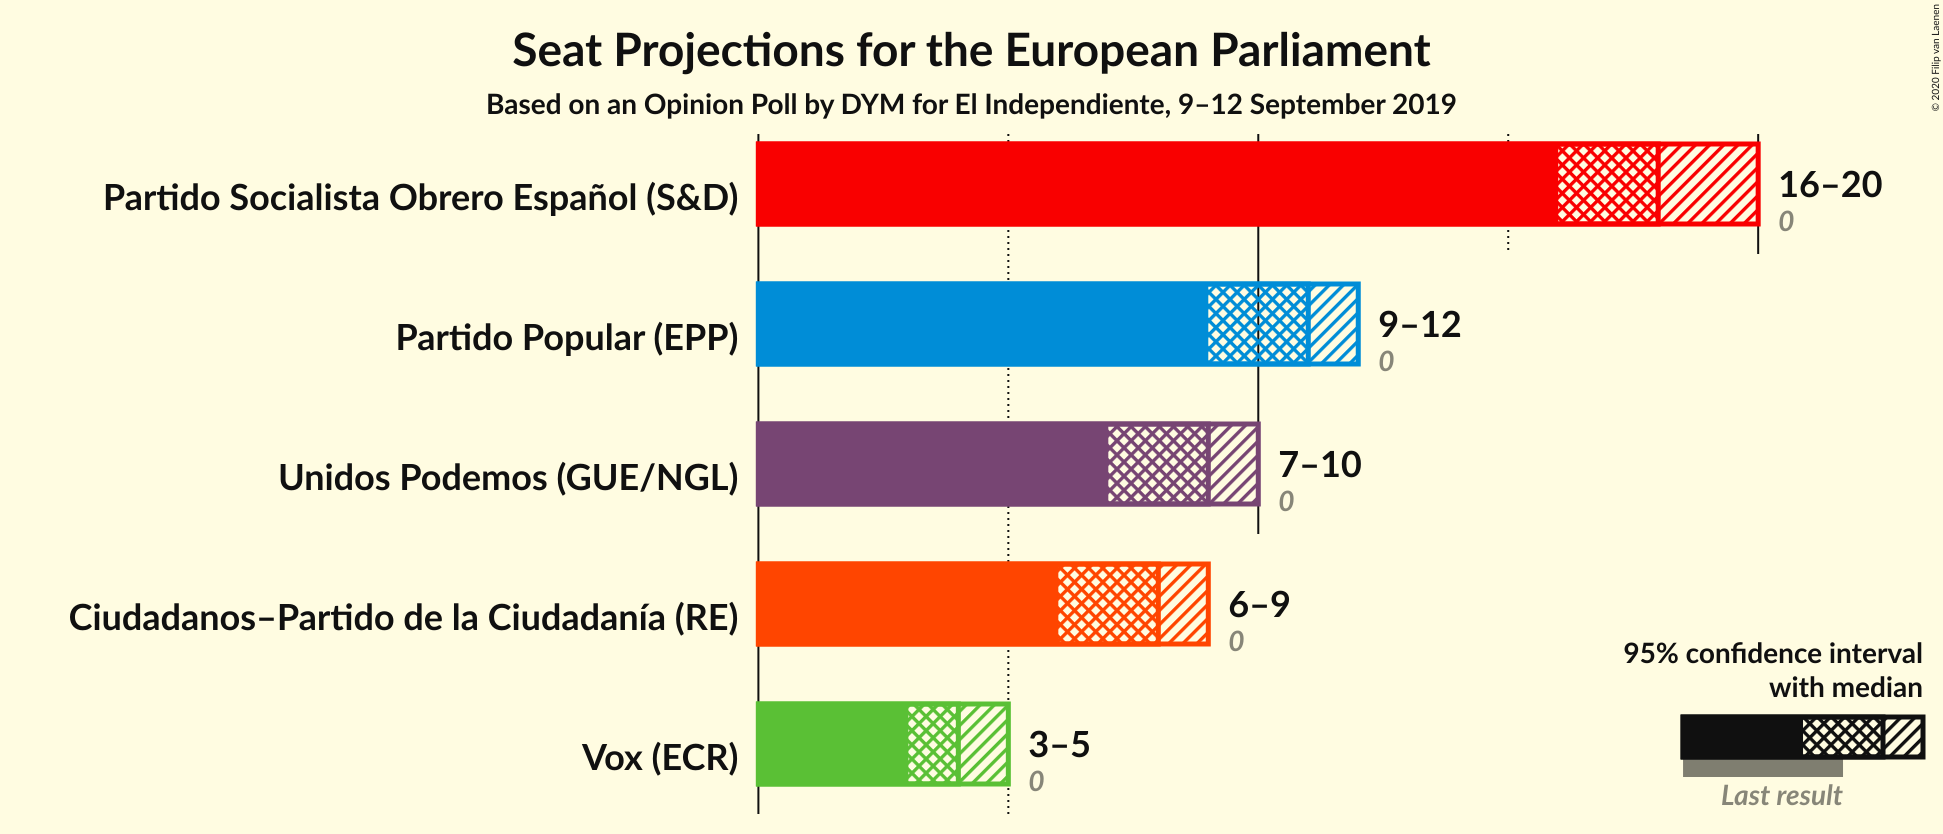 Seat Projections for the European Parliament
Based on an Opinion Poll by DYM for El Independiente, 9–12 September 2019
© 2020 Filip van Laenen
Partido Socialista Obrero Español (S&D)
16–20
0
Partido Popular (EPP)
9–12
0
Unidos Podemos (GUE/NGL)
7–10
0
Ciudadanos–Partido de la Ciudadanía (RE)
6–9
0
Vox (ECR)
3–5
0
95% confidence interval
with median
Last result